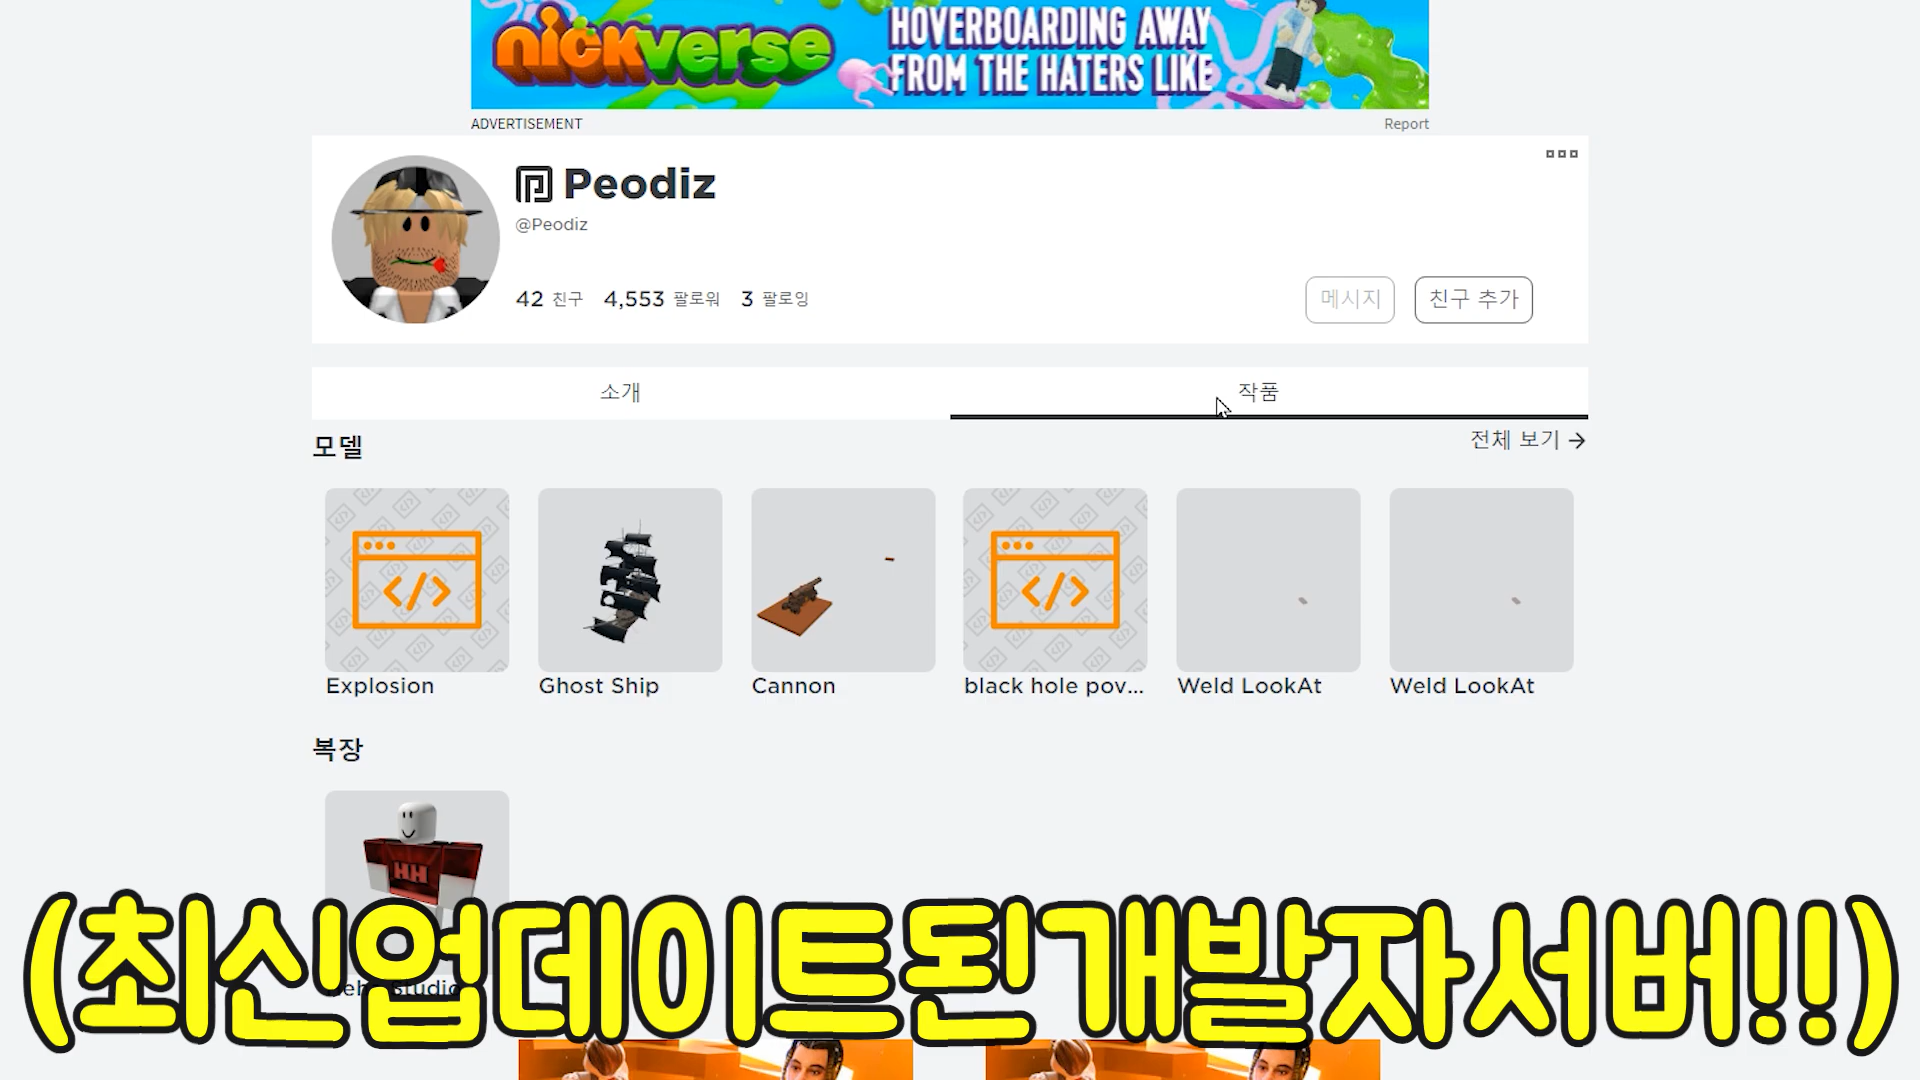 nickverse
HOVERBOARDING AWAY
FROM THE HATERS LIKE
ADVERTISEMENT
Report
Peodiz
@Peodiz
42 친구 4,553 팔로워 3 팔로잉
메시지
친구 추가
소개
작품
모델
전체 보기 →
Explosion
Ghost Ship
Cannon
black hole pov...
Weld LookAt
Weld LookAt
복장
HH
(최신업데이트된개발자서버!!!)